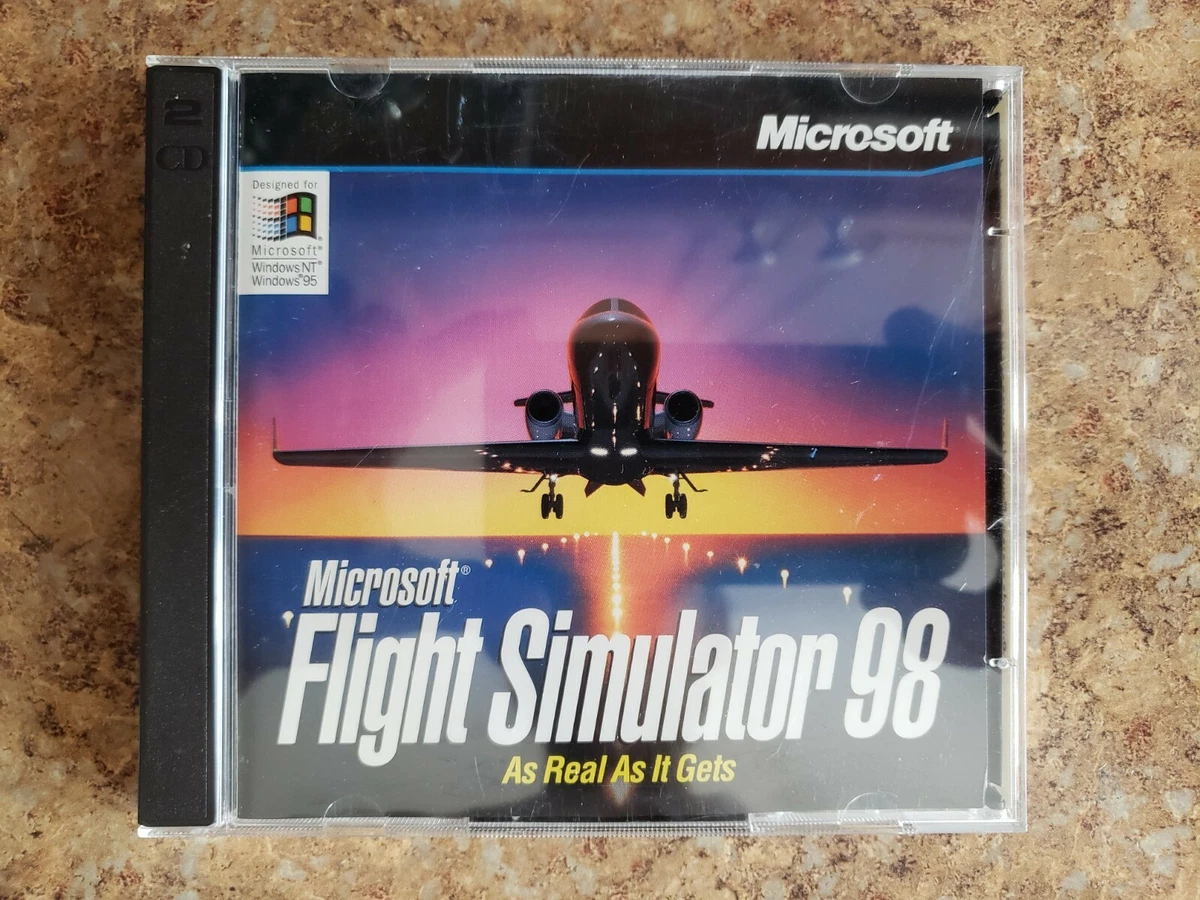 2
CD
Microsoft
Designed for
Microsoft®
Windows NT®
Windows®95
Microsoft®
Flight Simulator 98
As Real As It Gets